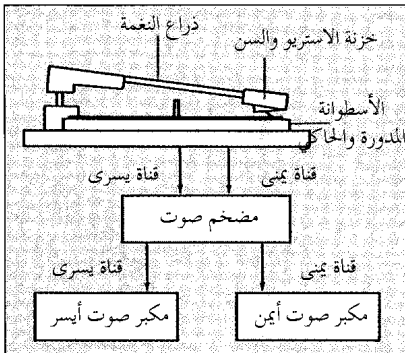 ذراع النغمة
خزنة الاستريو والسن
الأسطوانة
المدورة والحاكي
قناة يمنى
قناة يسرى
مضخم صوت
قناة يمنى
قناة يسرى
مكبر صوت أيمن
مكبر صوت أيسر